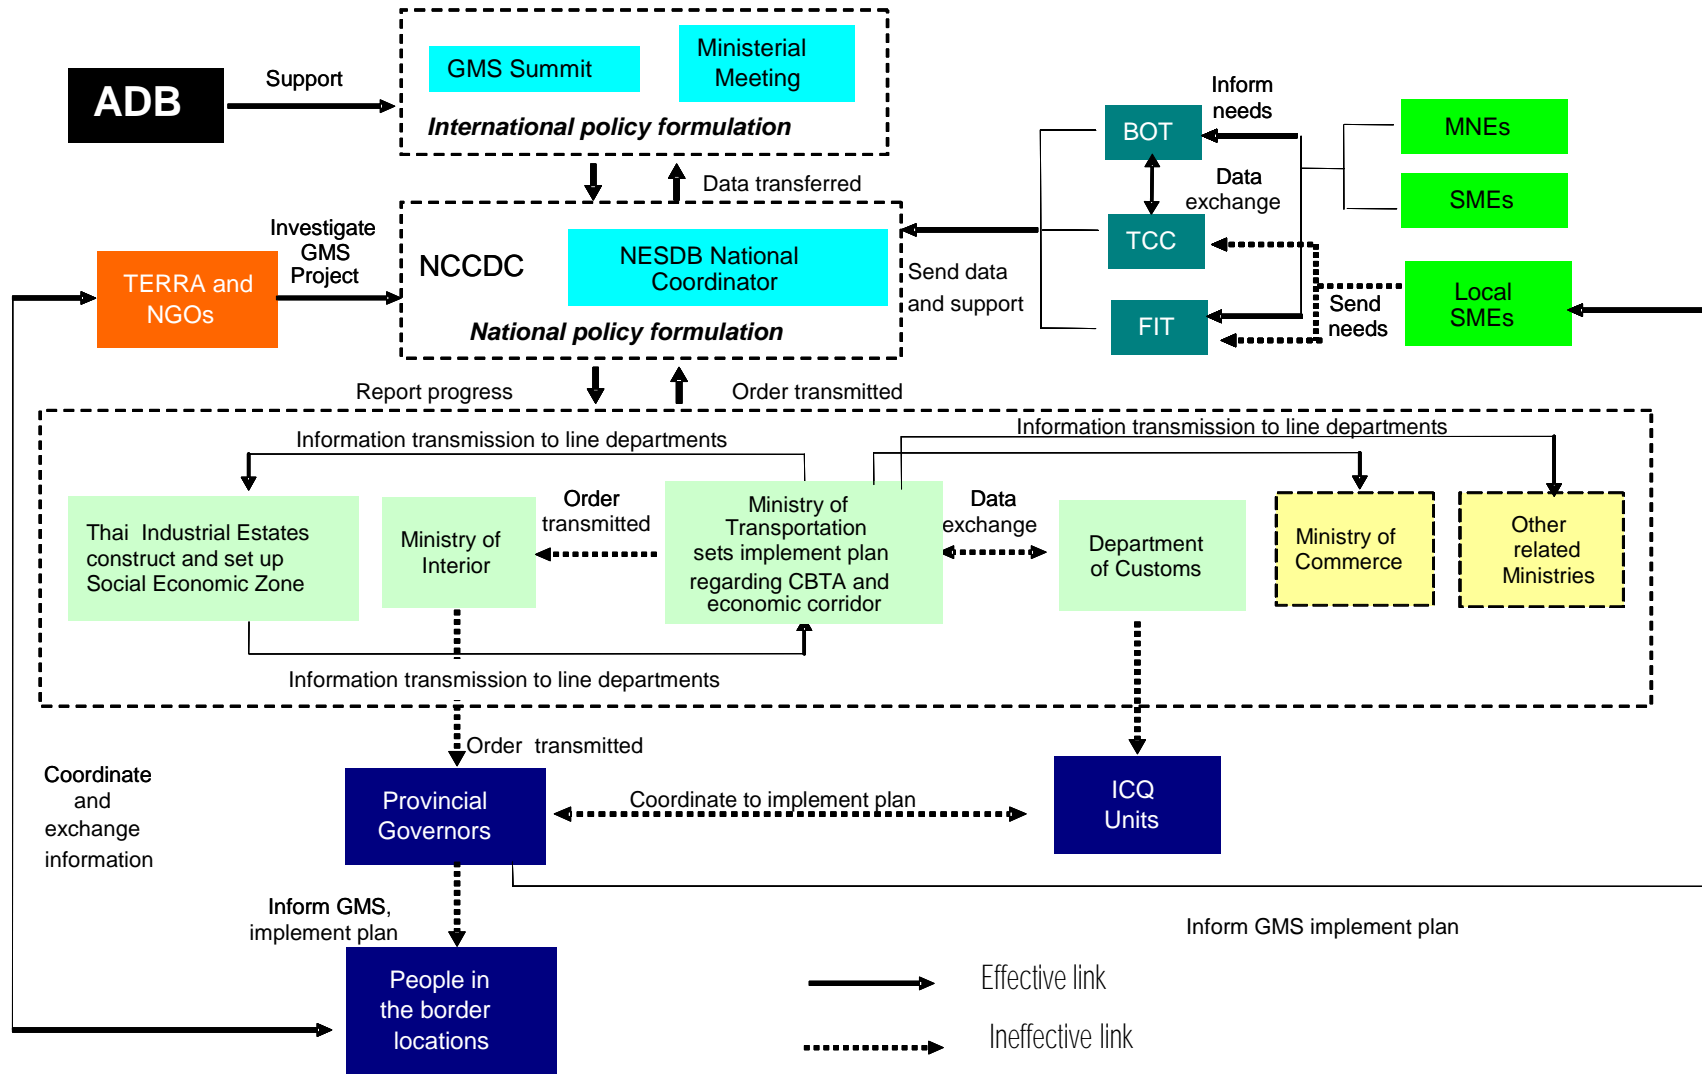 ADB
Support
GMS Summit
Ministerial
Meeting
International policy formulation
Data transferred
Investigate
GMS
Project
TERRA and
NGOs
NCCDC
NESDB National
Coordinator
National policy formulation
Send data
and support
BOT
TCC
FIT
Inform
needs
Data
exchange
Send
needs
MNEs
SMEs
Local
SMEs
Report progress
Order transmitted
Information transmission to line departments
Information transmission to line departments
Thai Industrial Estates
construct and set up
Social Economic Zone
Ministry of
Interior
Order
transmitted
Ministry of
Transportation
sets implement plan
regarding CBTA and
economic corridor
Data
exchange
Department
of Customs
Ministry of
Commerce
Other
related
Ministries
Information transmission to line departments
Order transmitted
Coordinate
and
exchange
information
Provincial
Governors
Coordinate to implement plan
ICQ
Units
Inform GMS,
implement plan
Inform GMS implement plan
People in
the border
locations
Effective link
Ineffective link